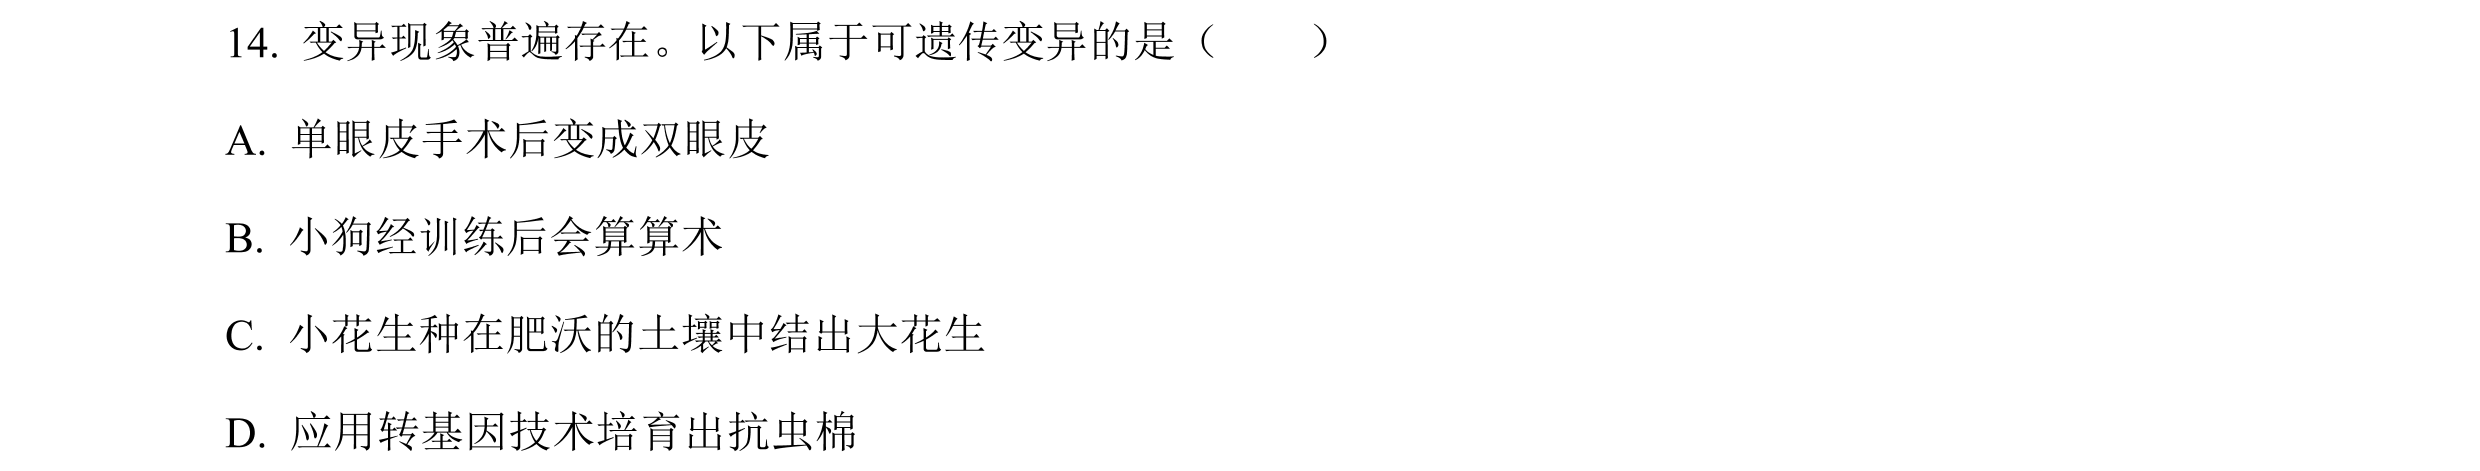 14. 变异现象普遍存在。以下属于可遗传变异的是（　　）
A. 单眼皮手术后变成双眼皮
B. 小狗经训练后会算算术
C. 小花生种在肥沃的土壤中结出大花生
D. 应用转基因技术培育出抗虫棉